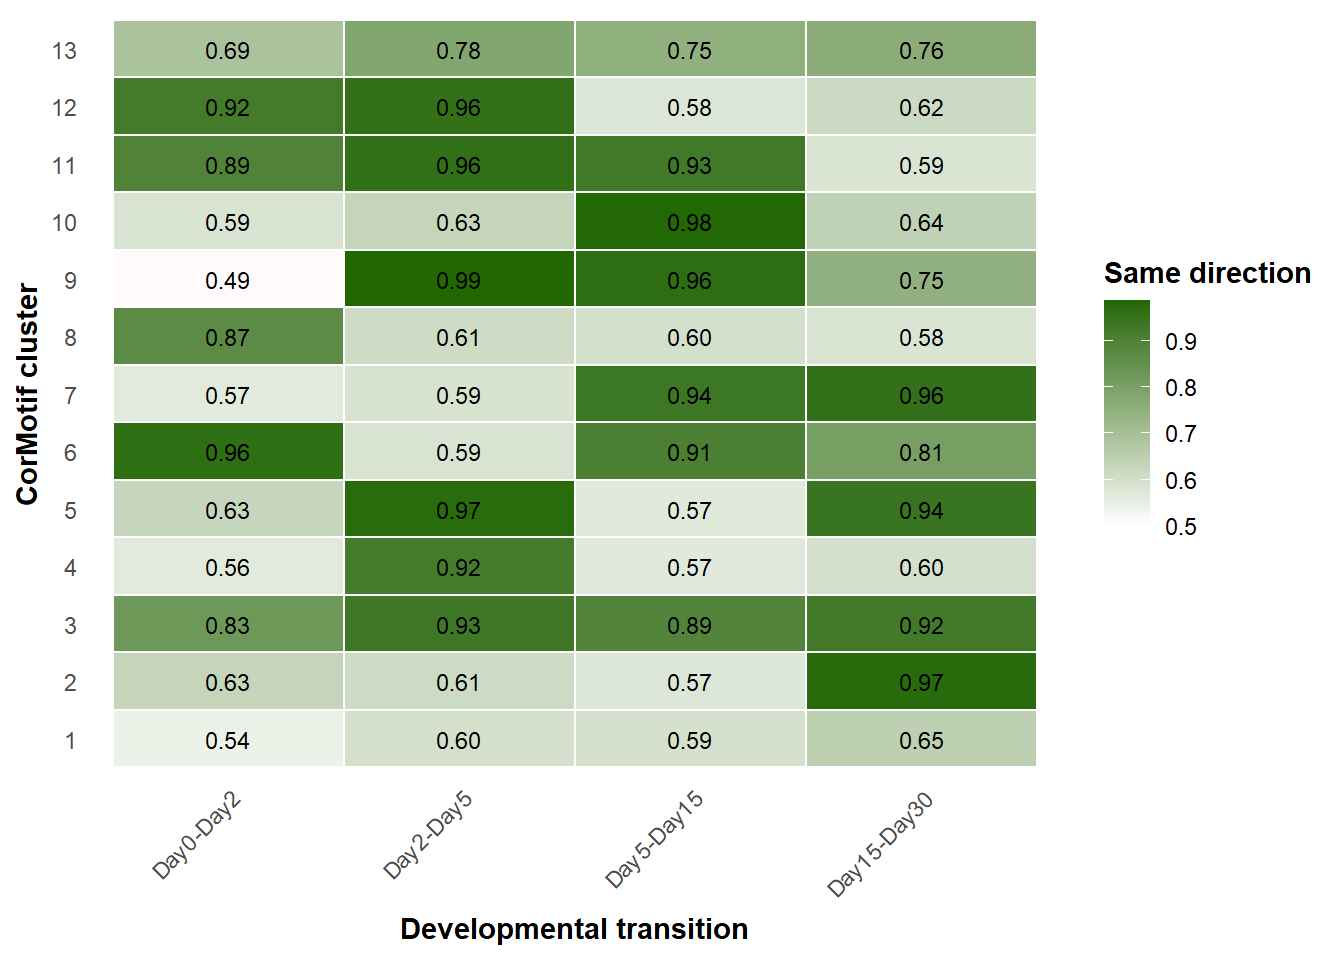 13 0.69 0.78 0.75 0.76
12 0.92 0.96 0.58 0.62
11 0.89 0.96 0.93 0.59
10 0.59 0.63 0.98 0.64
9 0.49 0.99 0.96 0.75
8 0.87 0.61 0.60 0.58
7 0.57 0.59 0.94 0.96
6 0.96 0.59 0.91 0.81
5 0.63 0.97 0.57 0.94
4 0.56 0.92 0.57 0.60
3 0.83 0.93 0.89 0.92
2 0.63 0.61 0.57 0.97
1 0.54 0.60 0.59 0.65
CorMotif cluster
Day0-Day2 Day2-Day5 Day5-Day15 Day15-Day30
Developmental transition
Same direction
0.9
0.8
0.7
0.6
0.5